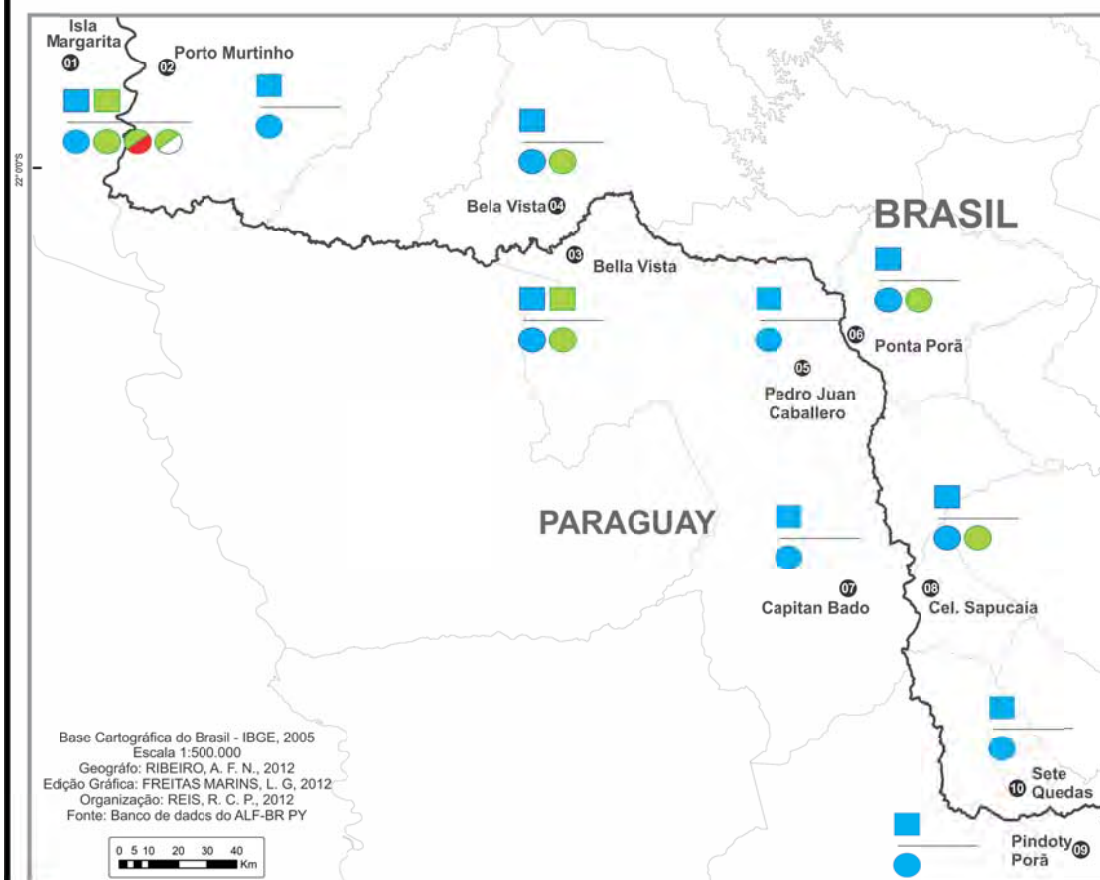 Isla
Margarita
01
02
Porto Murtinho
22° 0'0"S
Bela Vista
04
03
Bella Vista
BRASIL
06
Ponta Porã
05
Pedro Juan
Caballero
PARAGUAY
07
Capitan Bado
08
Cel. Sapucaia
Base Cartográfica do Brasil - IBGE, 2005
Escala 1:500.000
Geográfo: RIBEIRO, A. F. N., 2012
Edição Gráfica: FREITAS MARINS, L. G, 2012
Organização: REIS, R. C. P., 2012
Fonte: Banco de dados do ALF-BR PY
0 5 10 20 30 40
Km
10
Sete
Quedas
Pindoty
Porã
09